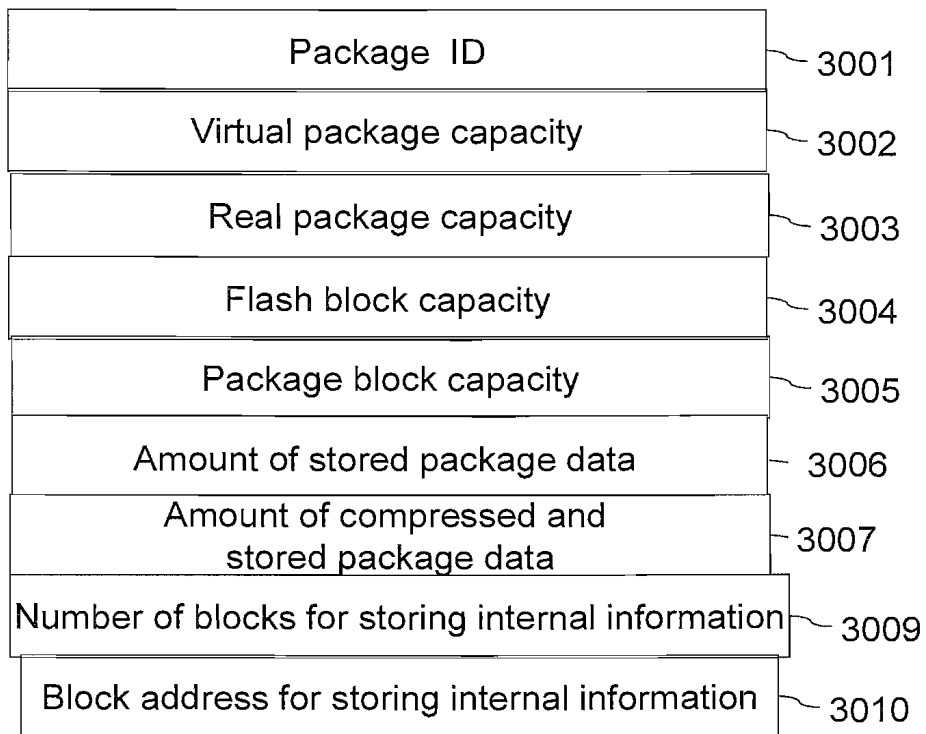 Package ID 3001
Virtual package capacity 3002
Real package capacity 3003
Flash block capacity 3004
Package block capacity 3005
Amount of stored package data 3006
Amount of compressed and
stored package data 3007
Number of blocks for storing internal information 3009
Block address for storing internal information 3010